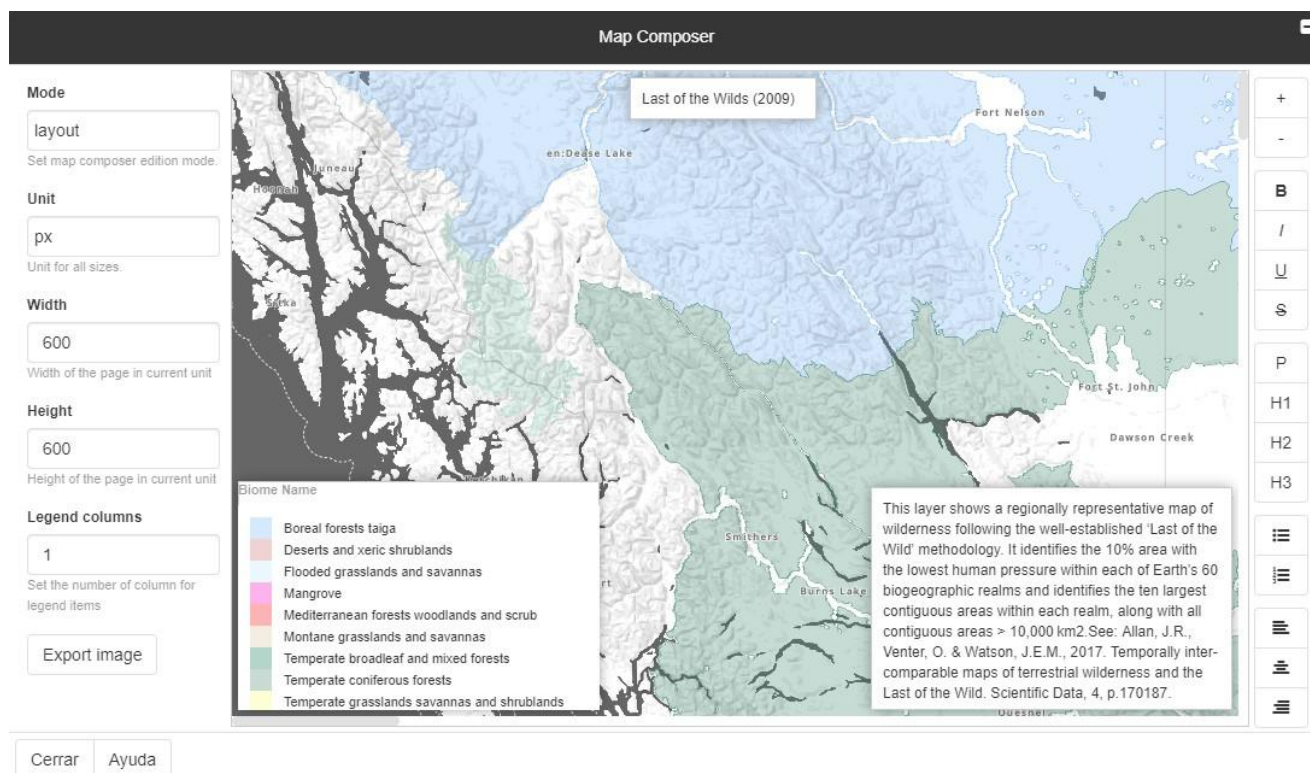 Map Composer
Mode
layout
Set map composer edition mode.
Unit
px
Unit for all sizes.
Width
600
Width of the page in current unit
Height
600
Height of the page in current unit
Legend columns
1
Set the number of column for
legend items
Export image
Last of the Wilds (2009)
Fort Nelson
en:Dease Lake
Juneau
Hoonah
Sitka
Fort St. John
Dawson Creek
Smithers
Burns Lake
Biome Name
Boreal forests taiga
Deserts and xeric shrublands
Flooded grasslands and savannas
Mangrove
Mediterranean forests woodlands and scrub
Montane grasslands and savannas
Temperate broadleaf and mixed forests
Temperate coniferous forests
Temperate grasslands savannas and shrublands
This layer shows a regionally representative map of
wilderness following the well-established ‘Last of the
Wild’ methodology. It identifies the 10% area with
the lowest human pressure within each of Earth’s 60
biogeographic realms and identifies the ten largest
contiguous areas within each realm, along with all
contiguous areas > 10,000 km2.See: Allan, J.R.,
Venter, O. & Watson, J.E.M., 2017. Temporally inter-
comparable maps of terrestrial wilderness and the
Last of the Wild. Scientific Data, 4, p.170187.
+
-
B
I
U
S
P
H1
H2
H3
Cerrar
Ayuda